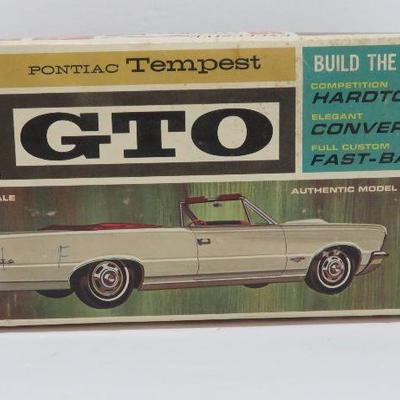 PONTIAC Tempest
GTO
BUILD THE
COMPETITION
HARDTO
ELEGANT
CONVER
FULL CUSTOM
FAST-BA
ALE
AUTHENTIC MODEL
F